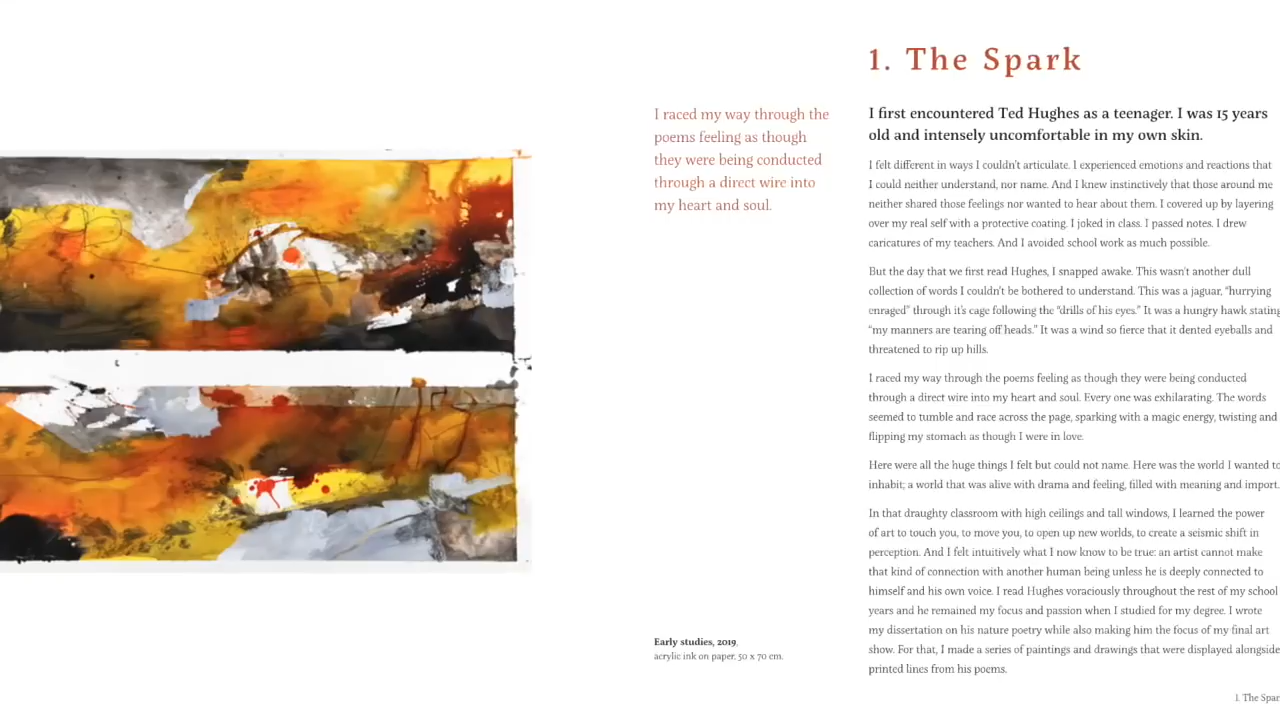 1. The Spark
I raced my way through the
poems feeling as though
they were being conducted
through a direct wire into
my heart and soul.
I first encountered Ted Hughes as a teenager. I was 15 years
old and intensely uncomfortable in my own skin.
I felt different in ways I couldn't articulate. I experienced emotions and reactions that
I could neither understand, nor name. And I knew instinctively that those around me
neither shared those feelings nor wanted to hear about them. I covered up by layering
over my real self with a protective coating. I joked in class. I passed notes. I drew
caricatures of my teachers. And I avoided school work as much possible.
But the day that we first read Hughes, I snapped awake. This wasn't another dull
collection of words I couldn't be bothered to understand. This was a jaguar, "hurrying
enraged" through it's cage following the "drills of his eyes." It was a hungry hawk stating
"my manners are tearing off heads." It was a wind so fierce that it dented eyeballs and
threatened to rip up hills.
I raced my way through the poems feeling as though they were being conducted
through a direct wire into my heart and soul. Every one was exhilarating. The words
seemed to tumble and race across the page, sparking with a magic energy, twisting and
flipping my stomach as though I were in love.
Here were all the huge things I felt but could not name. Here was the world I wanted to
inhabit; a world that was alive with drama and feeling, filled with meaning and import.
In that draughty classroom with high ceilings and tall windows, I learned the power
of art to touch you, to move you, to open up new worlds, to create a seismic shift in
perception. And I felt intuitively what I now know to be true: an artist cannot make
that kind of connection with another human being unless he is deeply connected to
himself and his own voice. I read Hughes voraciously throughout the rest of my school
years and he remained my focus and passion when I studied for my degree. I wrote
my dissertation on his nature poetry while also making him the focus of my final art
show. For that, I made a series of paintings and drawings that were displayed alongside
printed lines from his poems.
Early studies, 2019,
acrylic ink on paper, 50 x 70 cm.
1. The Spar